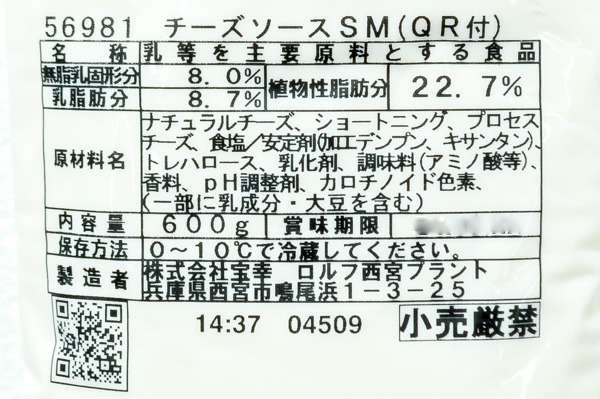 56981 チーズソースSM(QR付)
名称 乳等を主要原料とする食品
無脂乳固形分 8.0% 植物性脂肪分 22.7%
乳脂肪分 8.7%
原材料名 ナチュラルチーズ、ショートニング、プロセス
チーズ、食塩／安定剤(加工デンプン、キサンタン)、
トレハロース、乳化剤、調味料(アミノ酸等)、
香料、pH調整剤、カロチノイド色素、
(一部に乳成分・大豆を含む)
内容量 600g 賞味期限
保存方法 0～10℃で冷蔵してください。
製造者 株式会社宝幸 ロルフ西宮プラント
兵庫県西宮市鳴尾浜1-3-25
14:37 04509 小売厳禁